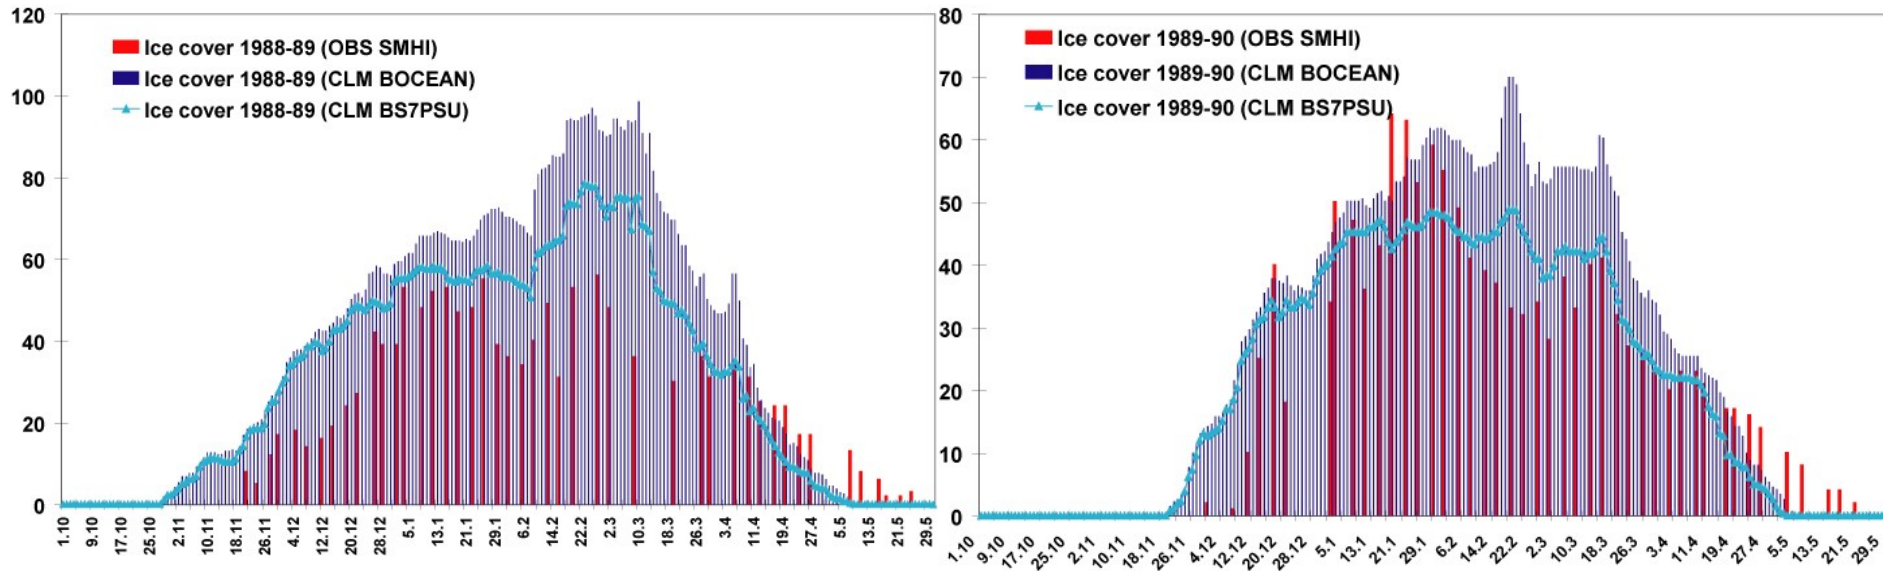 120
100
80
60
40
20
0
Ice cover 1988-89 (OBS SMHI)
Ice cover 1988-89 (CLM BOCEAN)
Ice cover 1988-89 (CLM BS7PSU)
1.10 9.10 17.10 25.10 2.11 10.11 18.11 26.11 4.12 12.12 20.12 28.12 5.1 13.1 21.1 29.1 6.2 14.2 22.2 2.3 10.3 18.3 26.3 3.4 11.4 19.4 27.4 5.5 13.5 21.5 29.5
80
70
60
50
40
30
20
10
0
Ice cover 1989-90 (OBS SMHI)
Ice cover 1989-90 (CLM BOCEAN)
Ice cover 1989-90 (CLM BS7PSU)
1.10 9.10 17.10 25.10 2.11 10.11 18.11 26.11 4.12 12.12 20.12 28.12 5.1 13.1 21.1 29.1 6.2 14.2 22.2 2.3 10.3 18.3 26.3 3.4 11.4 19.4 27.4 5.5 13.5 21.5 29.5